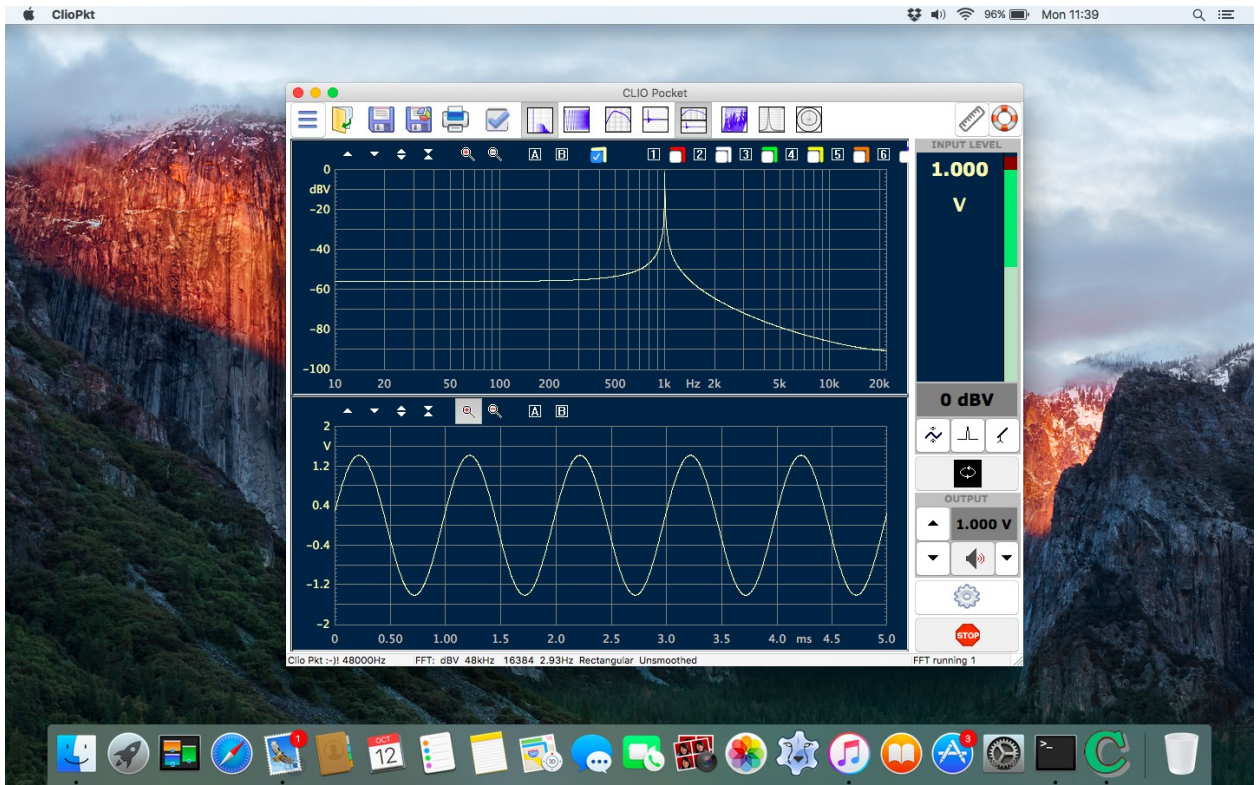 ClioPkt 96% Mon 11:39
CLIO Pocket
A B 1 2 3 4 5 6
INPUT LEVEL
1.000
V
0
dBV
-20
-40
-60
-80
-100
10 20 50 100 200 500 1k Hz 2k 5k 10k 20k
0 dBV
A B
2
V
1.2
0.4
-0.4
-1.2
-2
0 0.50 1.00 1.5 2.0 2.5 3.0 3.5 4.0 ms 4.5 5.0
OUTPUT
1.000 V
STOP
Clio Pkt :-)! 48000Hz FFT: dBV 48kHz 16384 2.93Hz Rectangular Unsmoothed FFT running 1
1
OCT
12
3D
3
>_
C